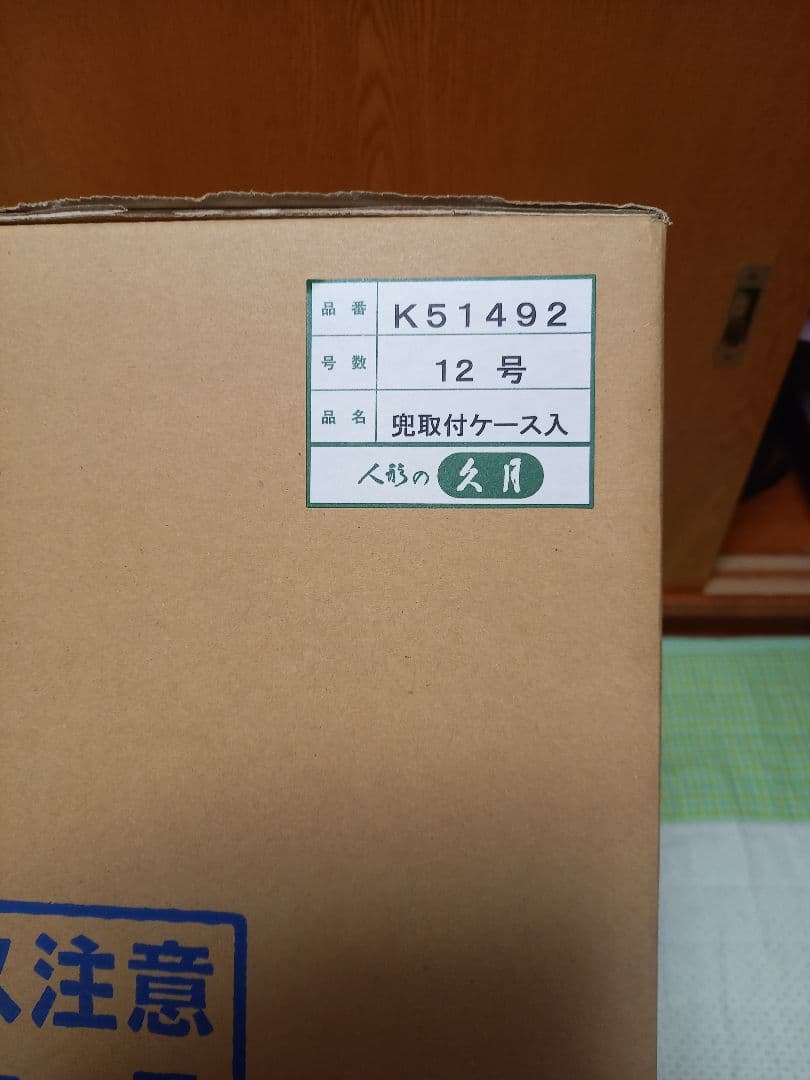 品番 K51492
号数 12 号
品名 兜取付ケース入
人形の 久月
注意